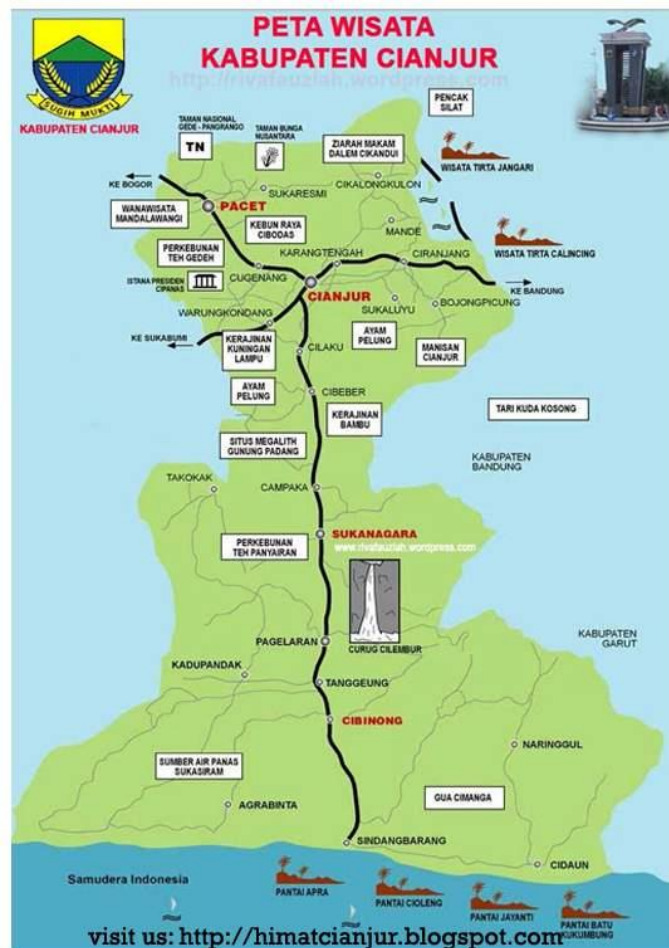 PETA WISATA
KABUPATEN CIANJUR
http://rivafauziah.wordpress.com
SUGIH MUKTI
KABUPATEN CIANJUR
PENCAK
SILAT
TAMAN NASIONAL
GEDE - PANGRANGO
TN
TAMAN BUNGA
NUSANTARA
ZIARAH MAKAM
DALEM CIKANDUI
WISATA TIRTA JANGARI
KE BOGOR
SUKARESMI
CIKALONGKULON
WANAWISATA
MANDALAWANGI
PACET
KEBUN RAYA
CIBODAS
MANDE
PERKEBUNAN
TEH GEDEH
KARANGTENGAH
CIRANJANG
WISATA TIRTA CALINCING
ISTANA PRESIDEN
CIPANAS
CUGENANG
CIANJUR
KE BANDUNG
SUKALUYU
BOJONGPICUNG
WARUNGKONDANG
KE SUKABUMI
KERAJINAN
KUNINGAN
LAMPU
CILAKU
AYAM
PELUNG
MANISAN
CIANJUR
AYAM
PELUNG
CIBEBER
KERAJINAN
BAMBU
TARI KUDA KOSONG
SITUS MEGALITH
GUNUNG PADANG
KABUPATEN
BANDUNG
TAKOKAK
CAMPAKA
PERKEBUNAN
TEH PANYAIRAN
SUKANAGARA
www.rivafauziah.wordpress.com
PAGELARAN
CURUG CILEMBUR
KABUPATEN
GARUT
KADUPANDAK
TANGGEUNG
CIBINONG
NARINGGUL
SUMBER AIR PANAS
SUKASIRAM
AGRABINTA
GUA CIMANGA
SINDANGBARANG
CIDAUN
Samudera Indonesia
PANTAI APRA
PANTAI CIOLENG
PANTAI JAYANTI
PANTAI BATU
KUKUMBUNG
visit us: http://himatcianjur.blogspot.com